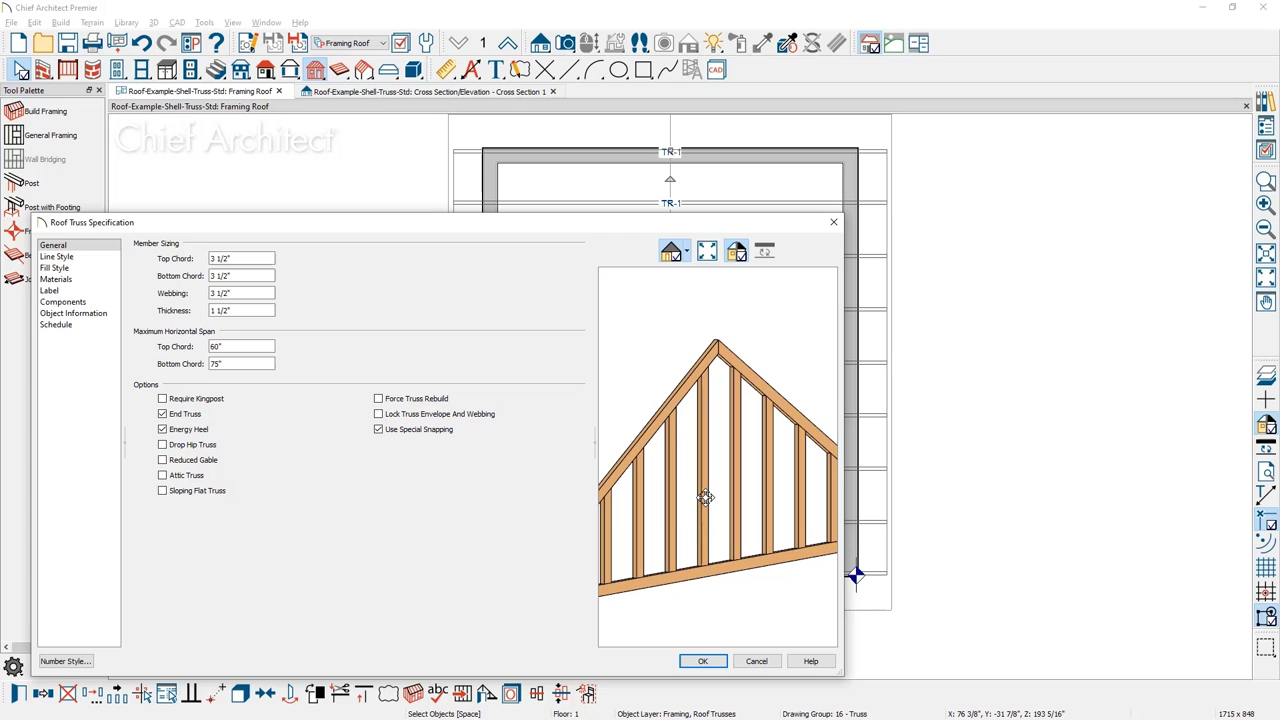 Chief Architect Premier
File Edit Build Terrain Library 3D CAD Tools View Window Help
Framing Roof 1
CAD
Tool Palette
Roof-Example-Shell-Truss-Std: Framing Roof
Roof-Example-Shell-Truss-Std: Cross Section/Elevation - Cross Section 1
Roof-Example-Shell-Truss-Std: Framing Roof
Build Framing
General Framing
Wall Bridging
Post
Post with Footing
Chief Architect
TR-1
TR-1
Roof Truss Specification
General
Line Style
Fill Style
Materials
Label
Components
Object Information
Schedule
Member Sizing
Top Chord: 3 1/2"
Bottom Chord: 3 1/2"
Webbing: 3 1/2"
Thickness: 1 1/2"
Maximum Horizontal Span
Top Chord: 60"
Bottom Chord: 75"
Options
Require Kingpost
End Truss
Energy Heel
Drop Hip Truss
Reduced Gable
Attic Truss
Sloping Flat Truss
Force Truss Rebuild
Lock Truss Envelope And Webbing
Use Special Snapping
Number Style...
OK Cancel Help
Select Objects [Space] Floor: 1 Object Layer: Framing, Roof Trusses Drawing Group: 16 - Truss X: 76 3/8", Y: -31 7/8", Z: 193 5/16" 1715 x 848